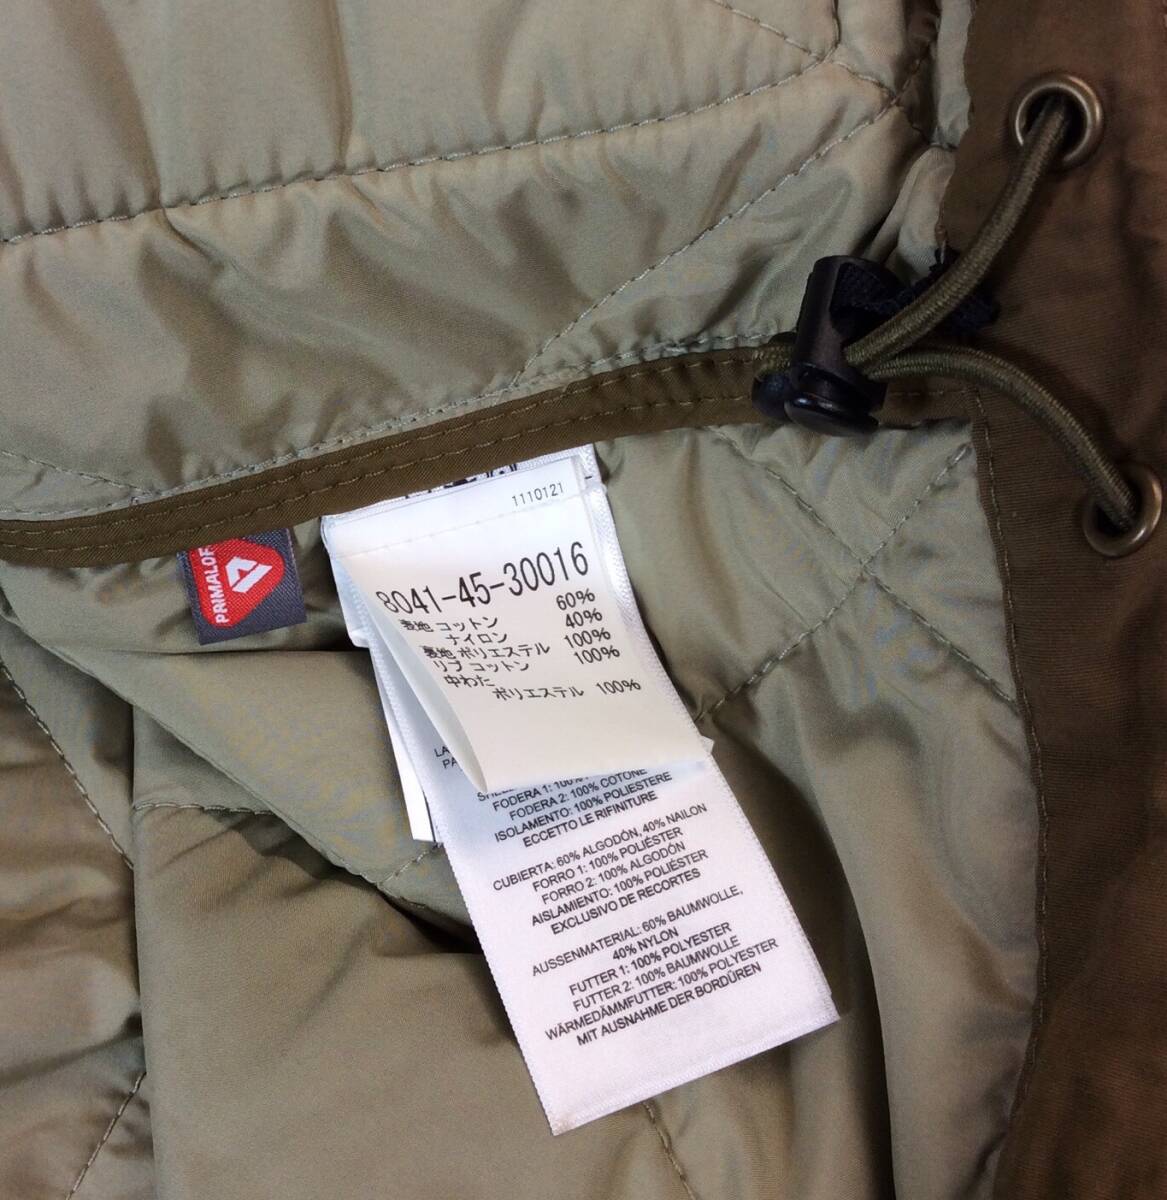 1110121
8041-45-30016
表地 コットン 60%
ナイロン 40%
裏地 ポリエステル 100%
リブ コットン 100%
中わた
ポリエステル 100%
PRIMALOF
LA
PA
FODERA 1: 100%
FODERA 2: 100% COTONE
ISOLAMENTO: 100% POLIESTERE
ECCETTO LE RIFINITURE
CUBIERTA: 60% ALGODÓN, 40% NAILON
FORRO 1: 100% POLIÉSTER
FORRO 2: 100% ALGODÓN
AISLAMIENTO: 100% POLIÉSTER
EXCLUSIVO DE RECORTES
AUSSENMATERIAL: 60% BAUMWOLLE,
40% NYLON
FUTTER 1: 100% POLYESTER
FUTTER 2: 100% BAUMWOLLE
WÄRMEDÄMMFUTTER: 100% POLYESTER
MIT AUSNAHME DER BORDÜREN